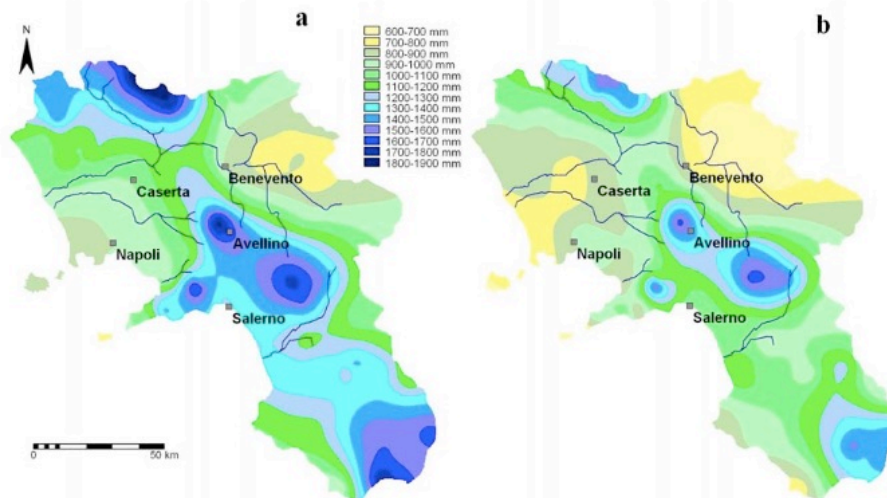 a
b
N
600-700 mm
700-800 mm
800-900 mm
900-1000 mm
1000-1100 mm
1100-1200 mm
1200-1300 mm
1300-1400 mm
1400-1500 mm
1500-1600 mm
1600-1700 mm
1700-1800 mm
1800-1900 mm
Benevento
Caserta
Avellino
Napoli
Salerno
Benevento
Caserta
Avellino
Napoli
Salerno
0 50 km